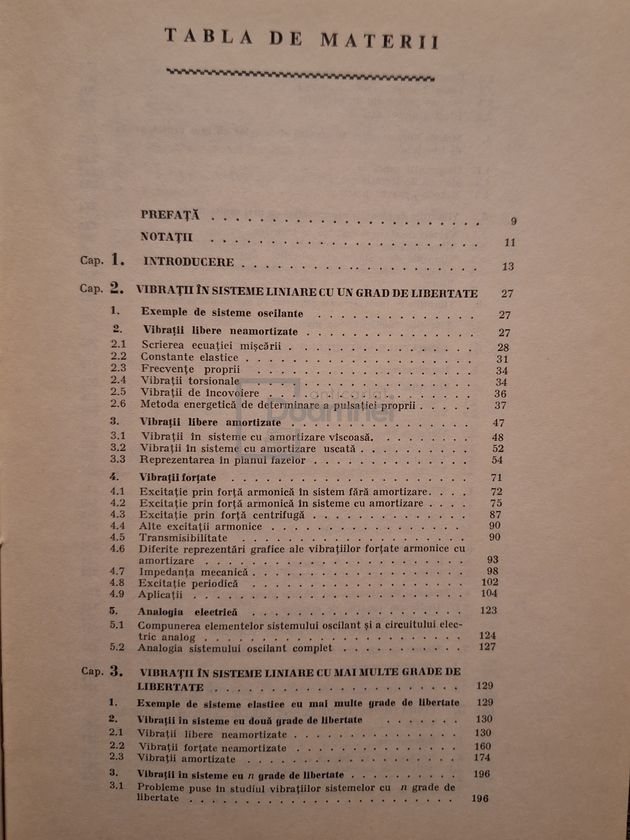 TABLA DE MATERII
PREFAȚĂ . . . . . . . . . . . . . . . . . . . 9
NOTAȚII . . . . . . . . . . . . . . . . . . . 11
Cap. 1. INTRODUCERE . . . . . . . . . . . . . . . . . 13
Cap. 2. VIBRAȚII ÎN SISTEME LINIARE CU UN GRAD DE LIBERTATE 27
1. Exemple de sisteme oscilante . . . . . . . . . . . 27
2. Vibrații libere neamortizate . . . . . . . . . . . . 27
2.1 Scrierea ecuației mișcării . . . . . . . . . . . . . 28
2.2 Constante elastice . . . . . . . . . . . . . . . . 31
2.3 Frecvențe proprii . . . . . . . . . . . . . . . . 34
2.4 Vibrații torsionale . . . . . . . . . . . . . . . . 34
2.5 Vibrații de încovoiere . . . . . . . . . . . . . . 36
2.6 Metoda energetică de determinare a pulsației proprii . . . . . 37
3. Vibrații libere amortizate . . . . . . . . . . . . . 47
3.1 Vibrații în sisteme cu amortizare viscoasă. . . . . . . . 48
3.2 Vibrații în sisteme cu amortizare uscată . . . . . . . . 52
3.3 Reprezentarea în planul fazelor . . . . . . . . . . . 54
4. Vibrații forțate . . . . . . . . . . . . . . . . . 71
4.1 Excitație prin forță armonică în sistem fără amortizare. . . . 72
4.2 Excitație prin forță armonică în sisteme cu amortizare . . . . 75
4.3 Excitație prin forță centrifugă . . . . . . . . . . . 87
4.4 Alte excitații armonice . . . . . . . . . . . . . . 90
4.5 Transmisibilitate . . . . . . . . . . . . . . . . 90
4.6 Diferite reprezentări grafice ale vibrațiilor forțate armonice cu
amortizare . . . . . . . . . . . . . . . . . . 93
4.7 Impedanța mecanică . . . . . . . . . . . . . . . 98
4.8 Excitație periodică . . . . . . . . . . . . . . . 102
4.9 Aplicații . . . . . . . . . . . . . . . . . . . 104
5. Analogia electrică . . . . . . . . . . . . . . . . 123
5.1 Compunerea elementelor sistemului oscilant și a circuitului elec-
tric analog . . . . . . . . . . . . . . . . . . 124
5.2 Analogia sistemului oscilant complet . . . . . . . . . 127
Cap. 3. VIBRAȚII ÎN SISTEME LINIARE CU MAI MULTE GRADE DE
LIBERTATE . . . . . . . . . . . . . . . . . . 129
1. Exemple de sisteme elastice cu mai multe grade de libertate 129
2. Vibrații în sisteme cu două grade de libertate . . . . . . 130
2.1 Vibrații libere neamortizate . . . . . . . . . . . . 130
2.2 Vibrații forțate neamortizate . . . . . . . . . . . . 160
2.3 Vibrații amortizate . . . . . . . . . . . . . . . 174
3. Vibrații în sisteme cu n grade de libertate . . . . . . . . 196
3.1 Probleme puse în studiul vibrațiilor sistemelor cu n grade de
libertate . . . . . . . . . . . . . . . . . . . 196